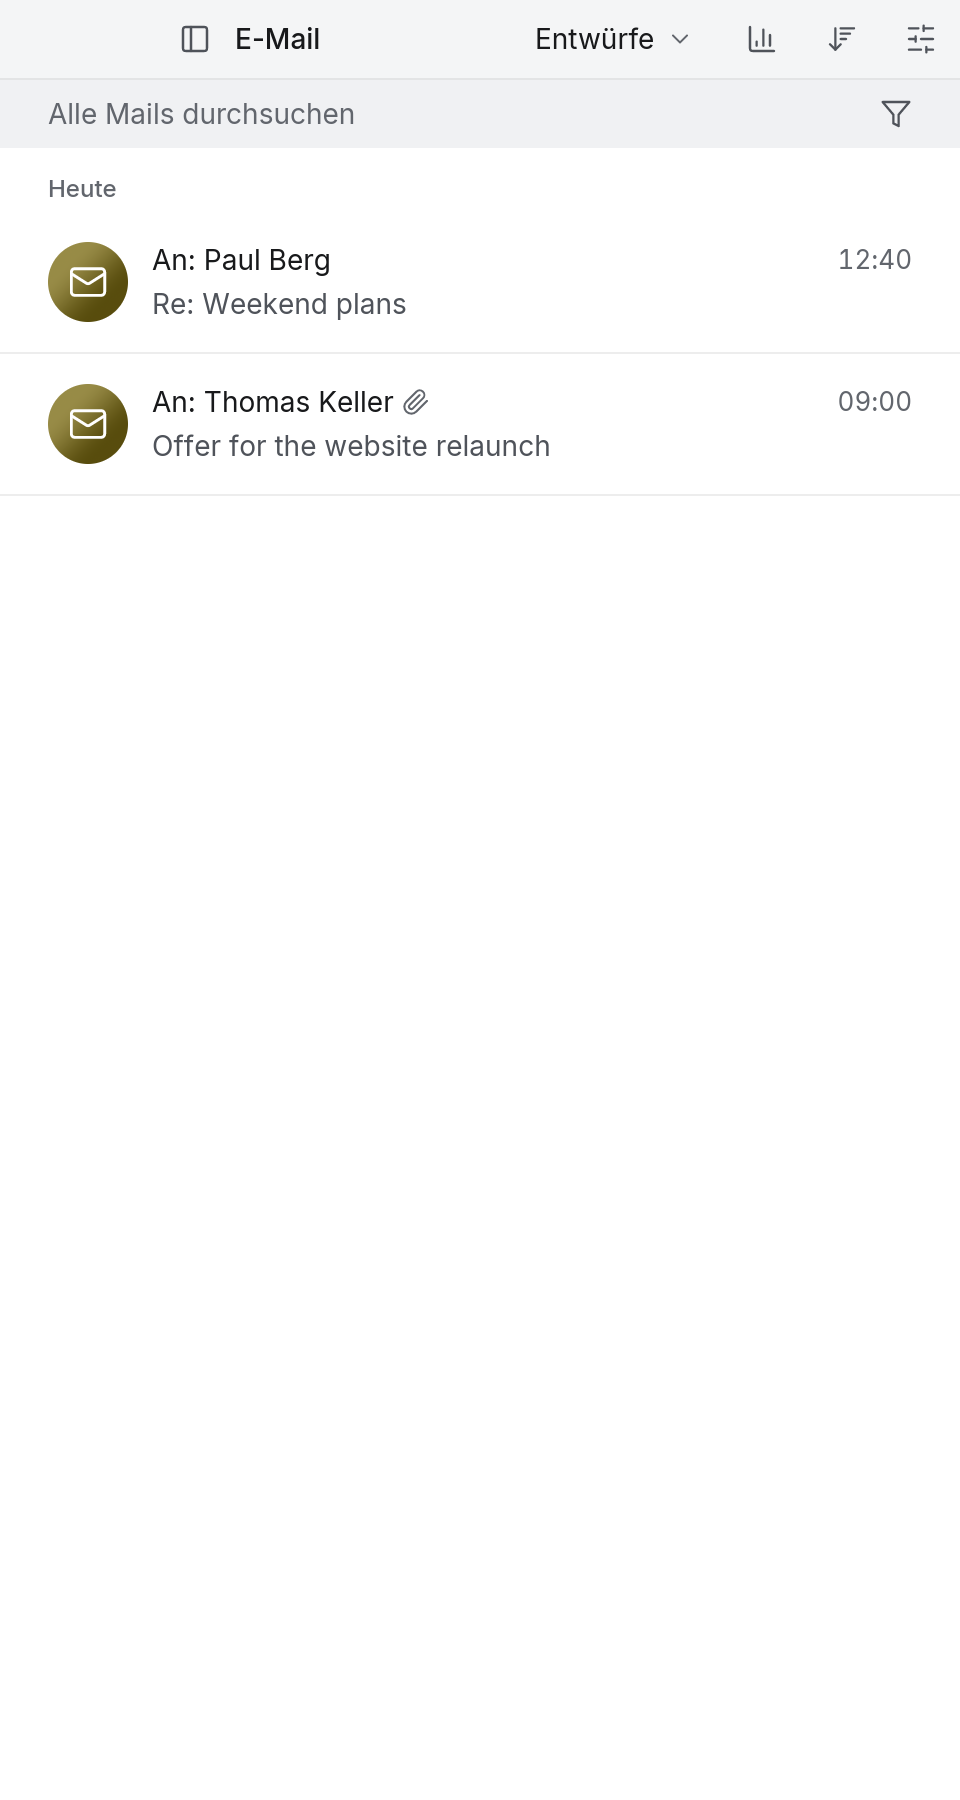 E-Mail
Entwürfe
Alle Mails durchsuchen
Heute
An: Paul Berg
12:40
Re: Weekend plans
An: Thomas Keller
09:00
Offer for the website relaunch